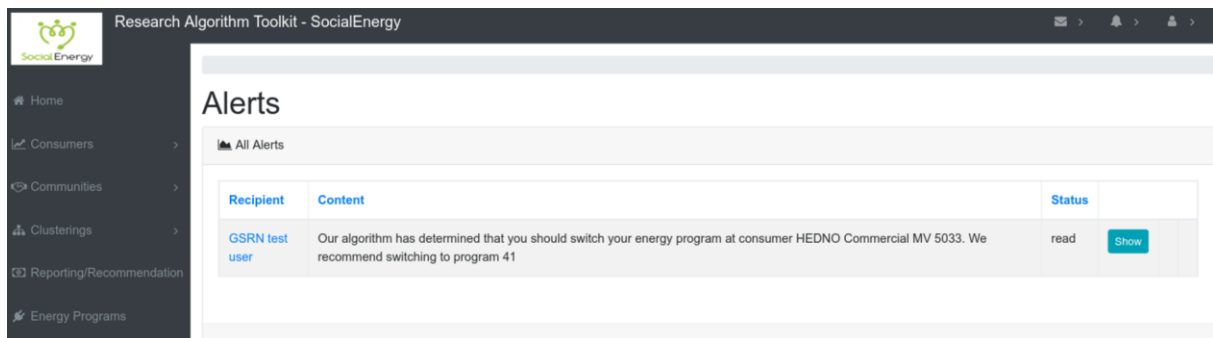 Research Algorithm Toolkit - SocialEnergy
Social Energy
Home
Consumers
Communities
Clusterings
Reporting/Recommendation
Energy Programs
Alerts
All Alerts
Recipient Content Status
GSRN test user
Our algorithm has determined that you should switch your energy program at consumer HEDNO Commercial MV 5033. We
recommend switching to program 41
read
Show